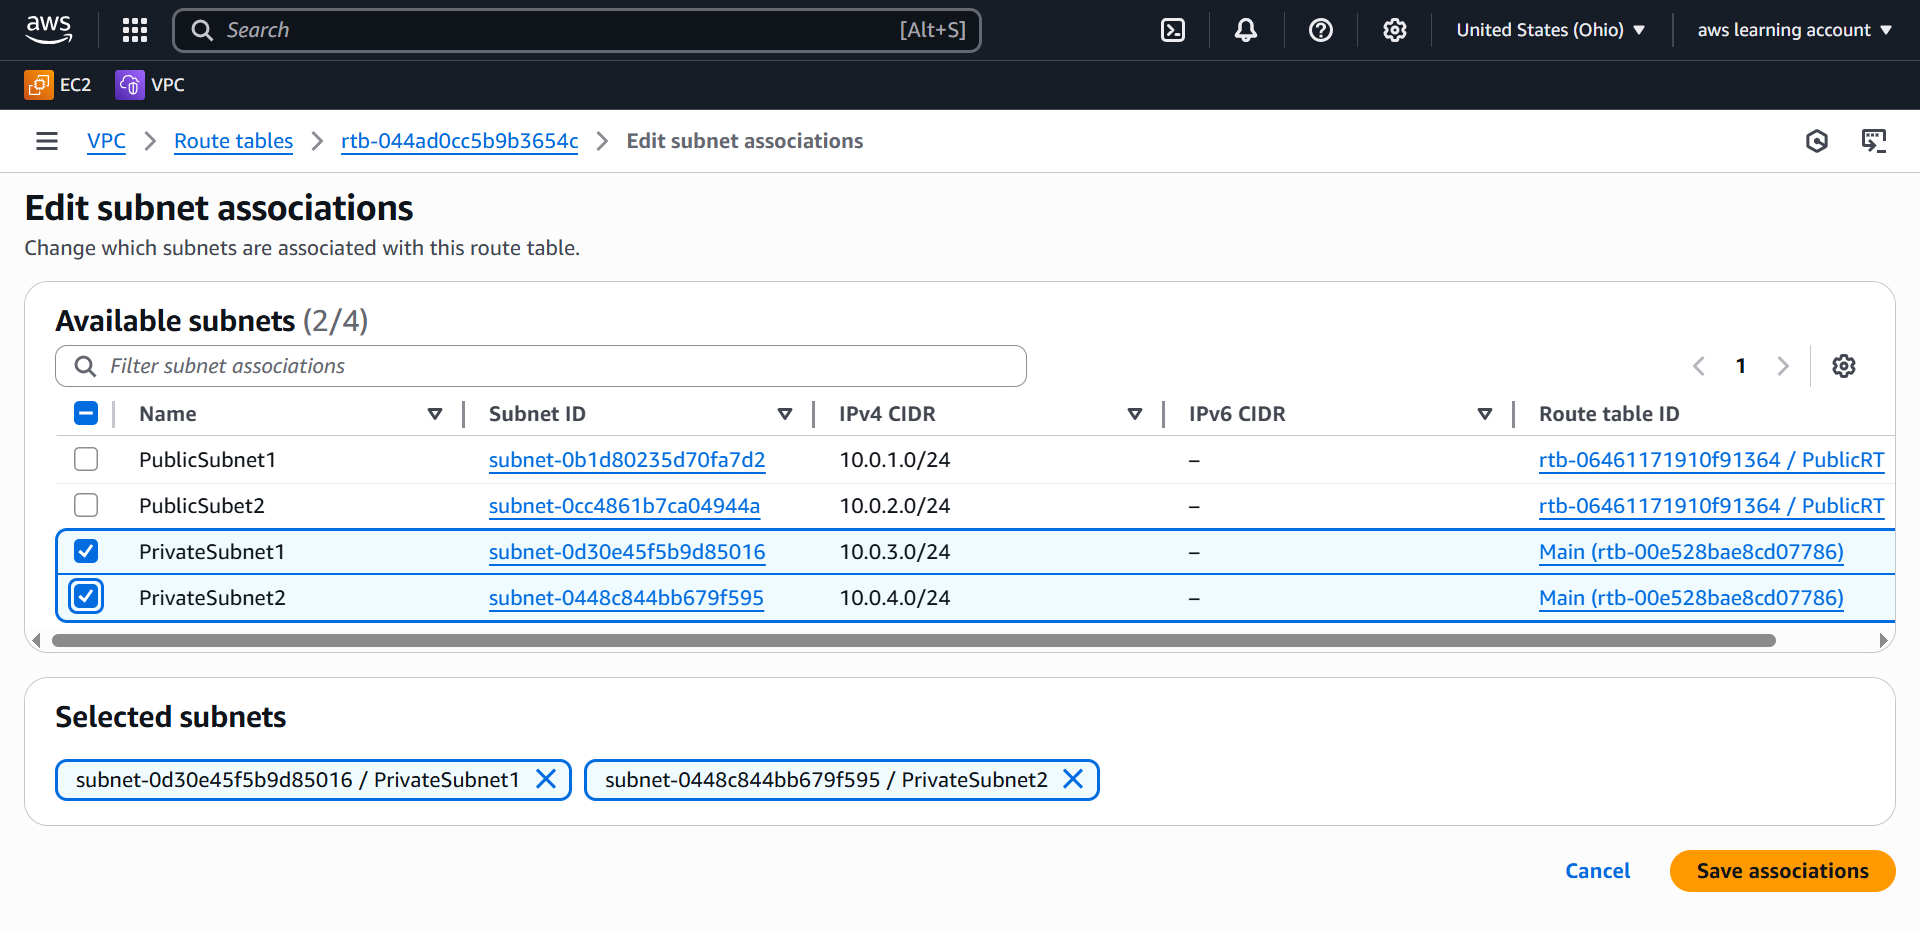 aws
Search [Alt+S] United States (Ohio) aws learning account
EC2 VPC
VPC Route tables rtb-044ad0cc5b9b3654c Edit subnet associations
Edit subnet associations
Change which subnets are associated with this route table.
Available subnets (2/4)
Filter subnet associations 1
Name Subnet ID IPv4 CIDR IPv6 CIDR Route table ID
PublicSubnet1 subnet-0b1d80235d70fa7d2 10.0.1.0/24 – rtb-06461171910f91364 / PublicRT
PublicSubet2 subnet-0cc4861b7ca04944a 10.0.2.0/24 – rtb-06461171910f91364 / PublicRT
PrivateSubnet1 subnet-0d30e45f5b9d85016 10.0.3.0/24 – Main (rtb-00e528bae8cd07786)
PrivateSubnet2 subnet-0448c844bb679f595 10.0.4.0/24 – Main (rtb-00e528bae8cd07786)
Selected subnets
subnet-0d30e45f5b9d85016 / PrivateSubnet1 subnet-0448c844bb679f595 / PrivateSubnet2
Cancel Save associations